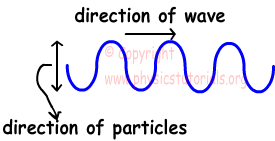 direction of wave
© copyright
www.physicstutorials.org
direction of particles